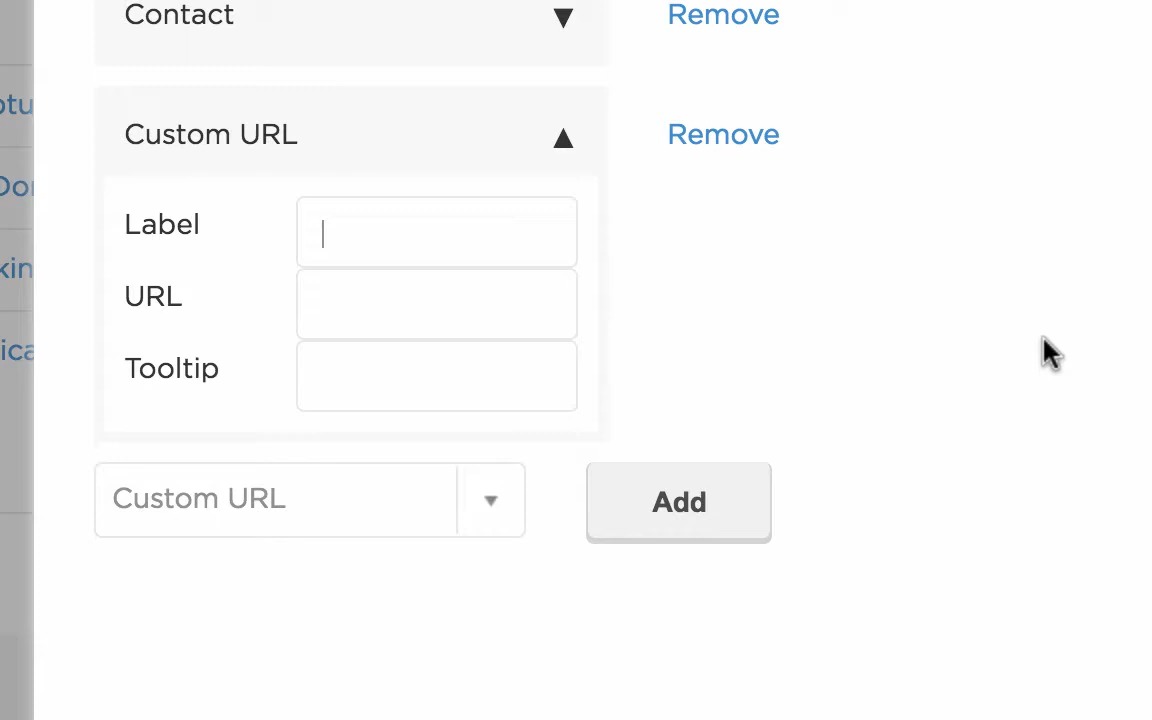 Contact ▼ Remove
Custom URL ▲ Remove
Label
URL
Tooltip
Custom URL ▼ Add